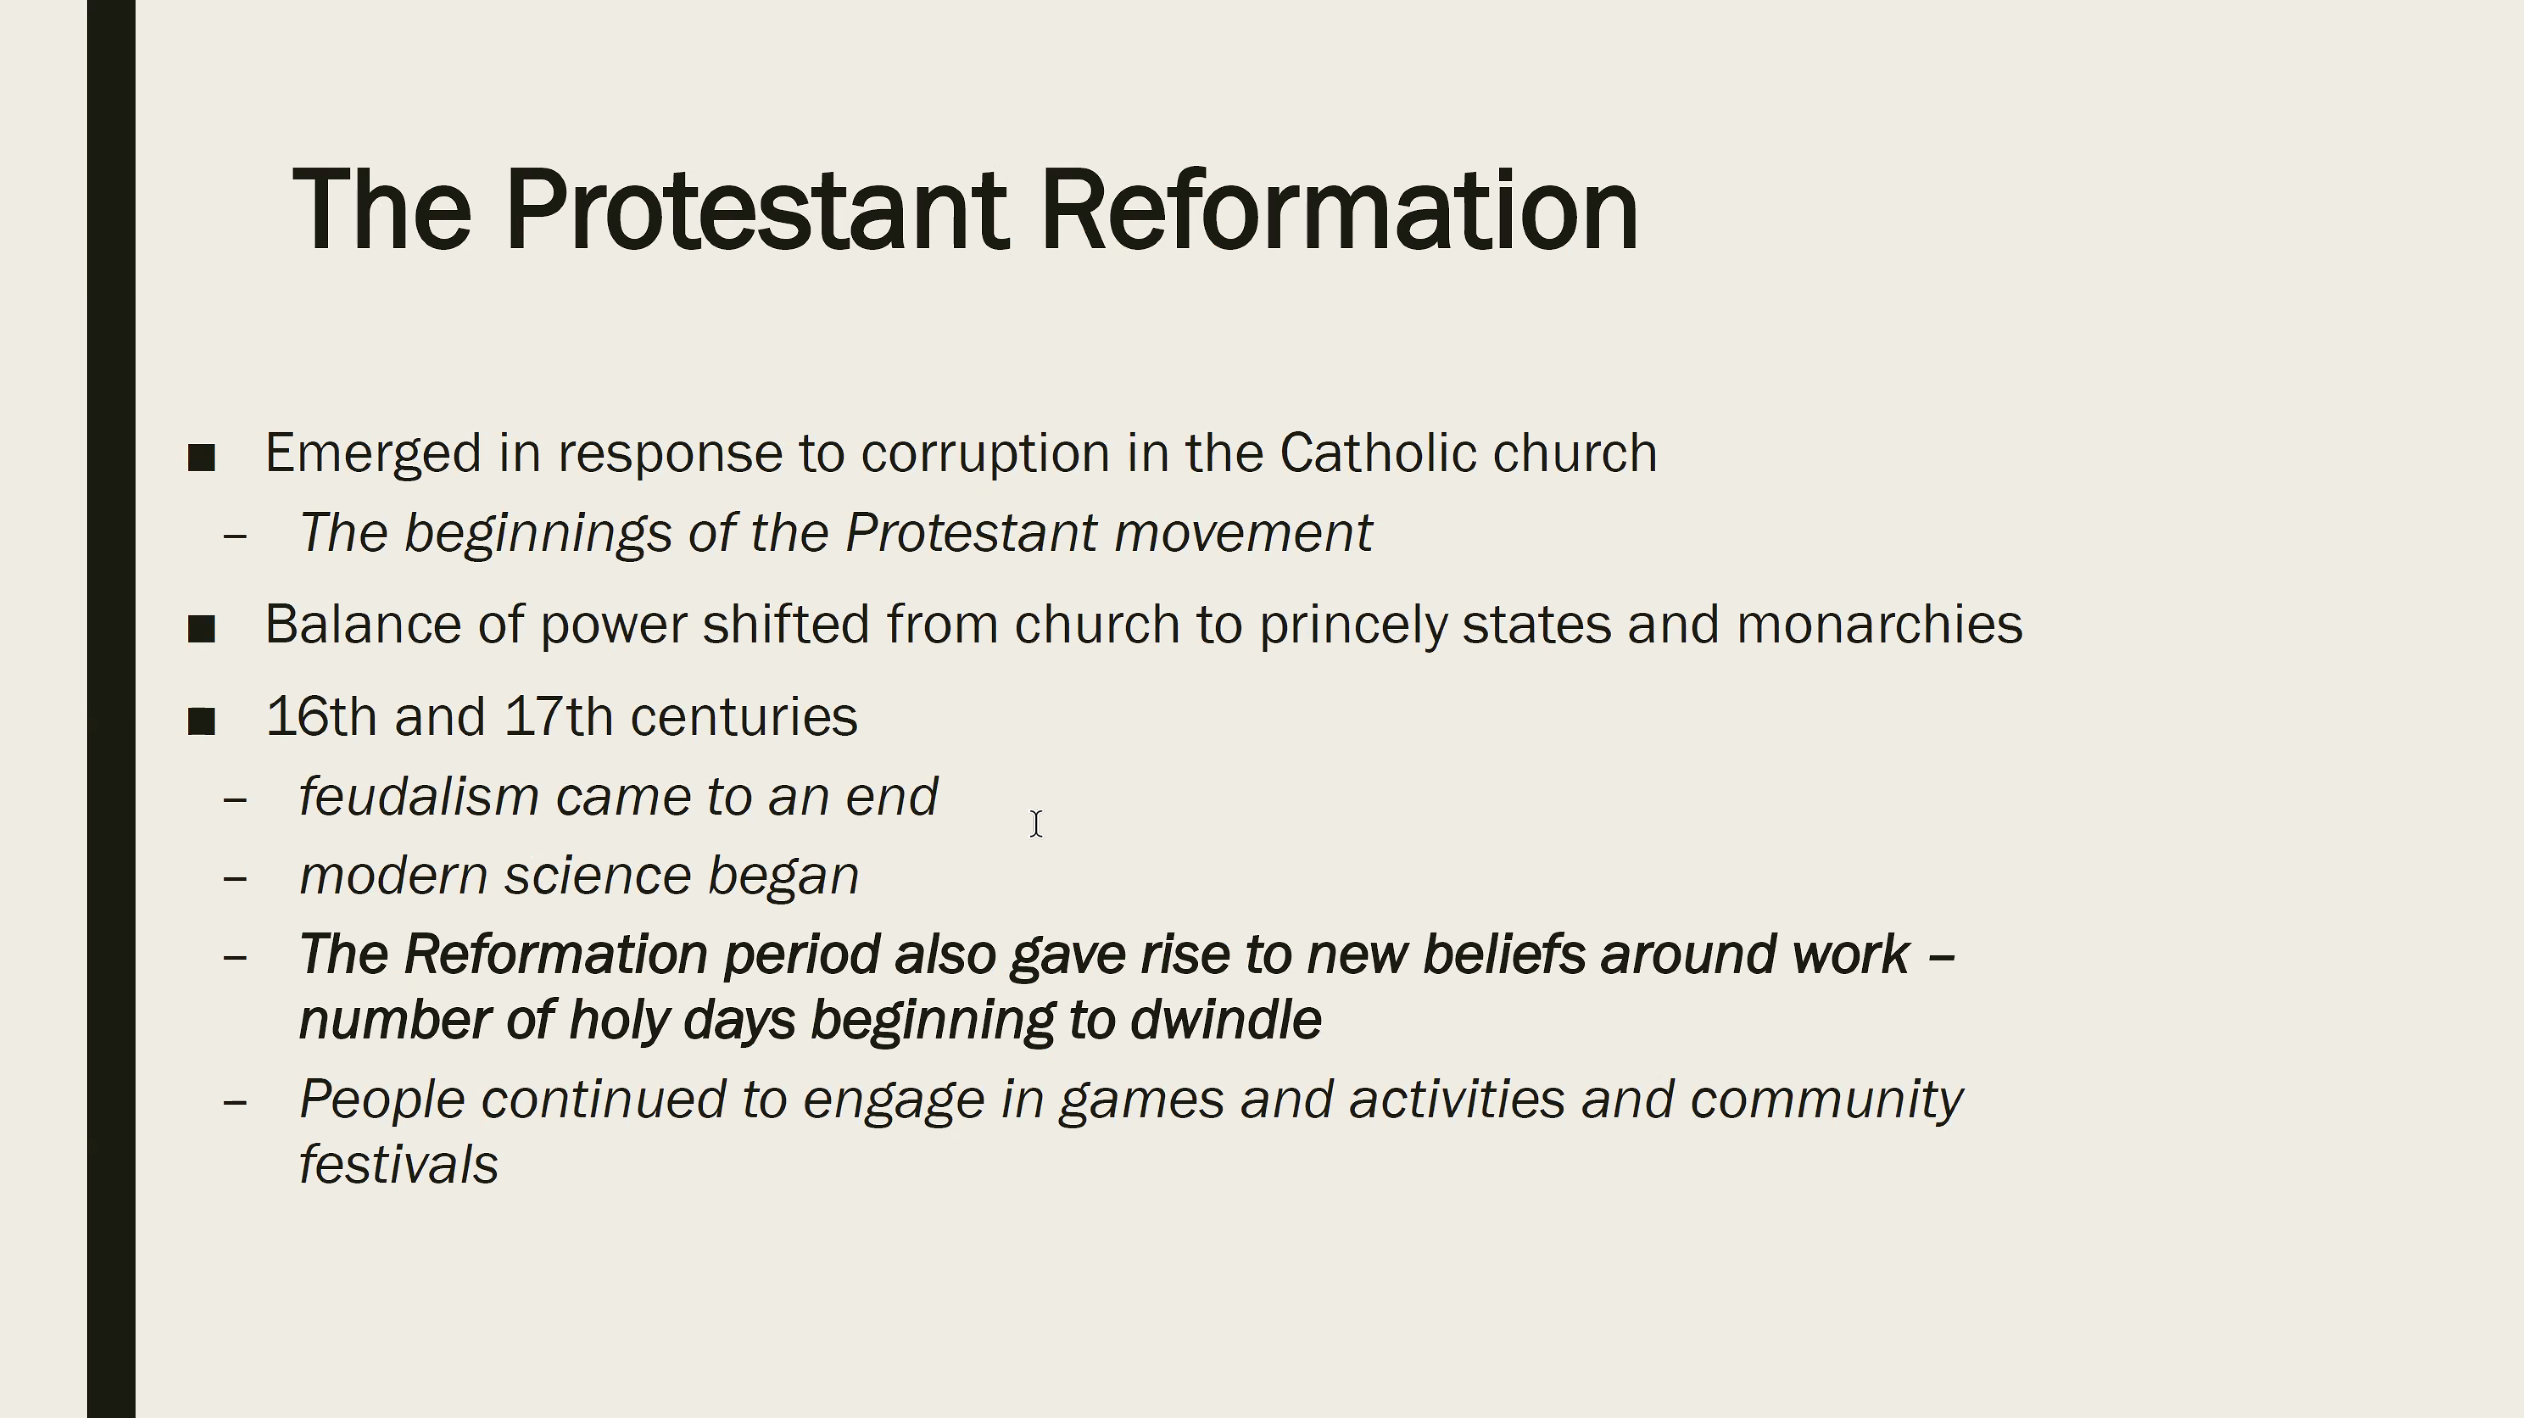 The Protestant Reformation
■ Emerged in response to corruption in the Catholic church
– The beginnings of the Protestant movement
■ Balance of power shifted from church to princely states and monarchies
■ 16th and 17th centuries
– feudalism came to an end
– modern science began
– The Reformation period also gave rise to new beliefs around work –
number of holy days beginning to dwindle
– People continued to engage in games and activities and community
festivals